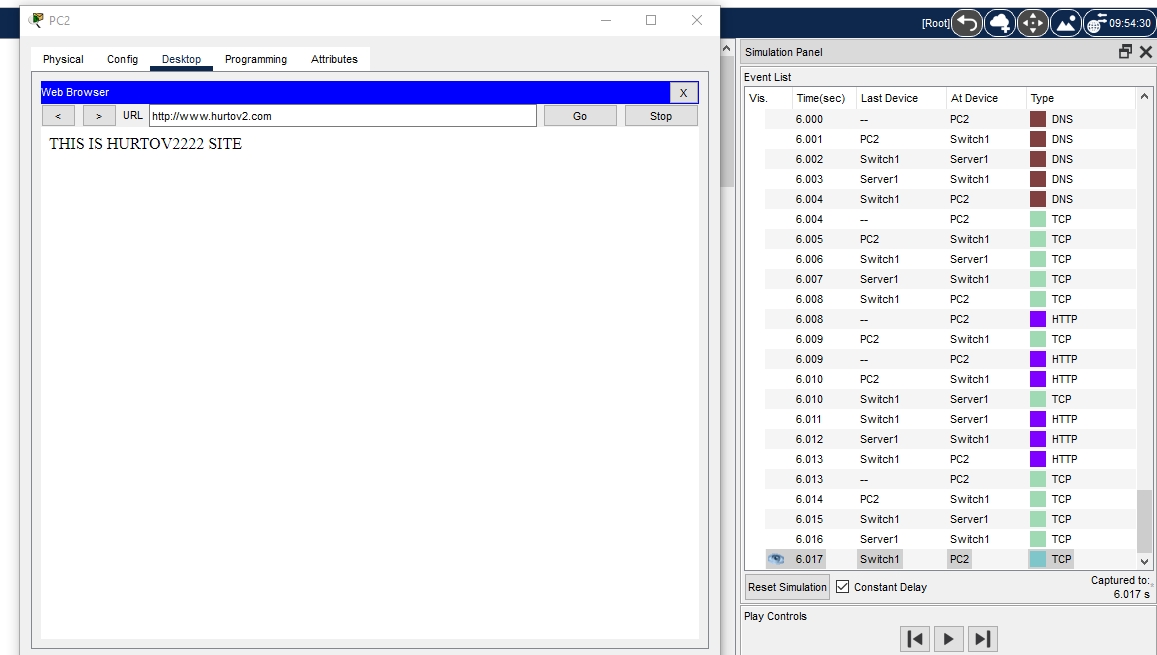 PC2
[Root]
09:54:30
Physical Config Desktop Programming Attributes
Web Browser
X
< > URL http://www.hurtov2.com Go Stop
THIS IS HURTOV2222 SITE
Simulation Panel
Event List
Vis. Time(sec) Last Device At Device Type
6.000 -- PC2 DNS
6.001 PC2 Switch1 DNS
6.002 Switch1 Server1 DNS
6.003 Server1 Switch1 DNS
6.004 Switch1 PC2 DNS
6.004 -- PC2 TCP
6.005 PC2 Switch1 TCP
6.006 Switch1 Server1 TCP
6.007 Server1 Switch1 TCP
6.008 Switch1 PC2 TCP
6.008 -- PC2 HTTP
6.009 PC2 Switch1 TCP
6.009 -- PC2 HTTP
6.010 PC2 Switch1 HTTP
6.010 Switch1 Server1 TCP
6.011 Switch1 Server1 HTTP
6.012 Server1 Switch1 HTTP
6.013 Switch1 PC2 HTTP
6.013 -- PC2 TCP
6.014 PC2 Switch1 TCP
6.015 Switch1 Server1 TCP
6.016 Server1 Switch1 TCP
6.017 Switch1 PC2 TCP
Reset Simulation Constant Delay
Captured to:
6.017 s
Play Controls